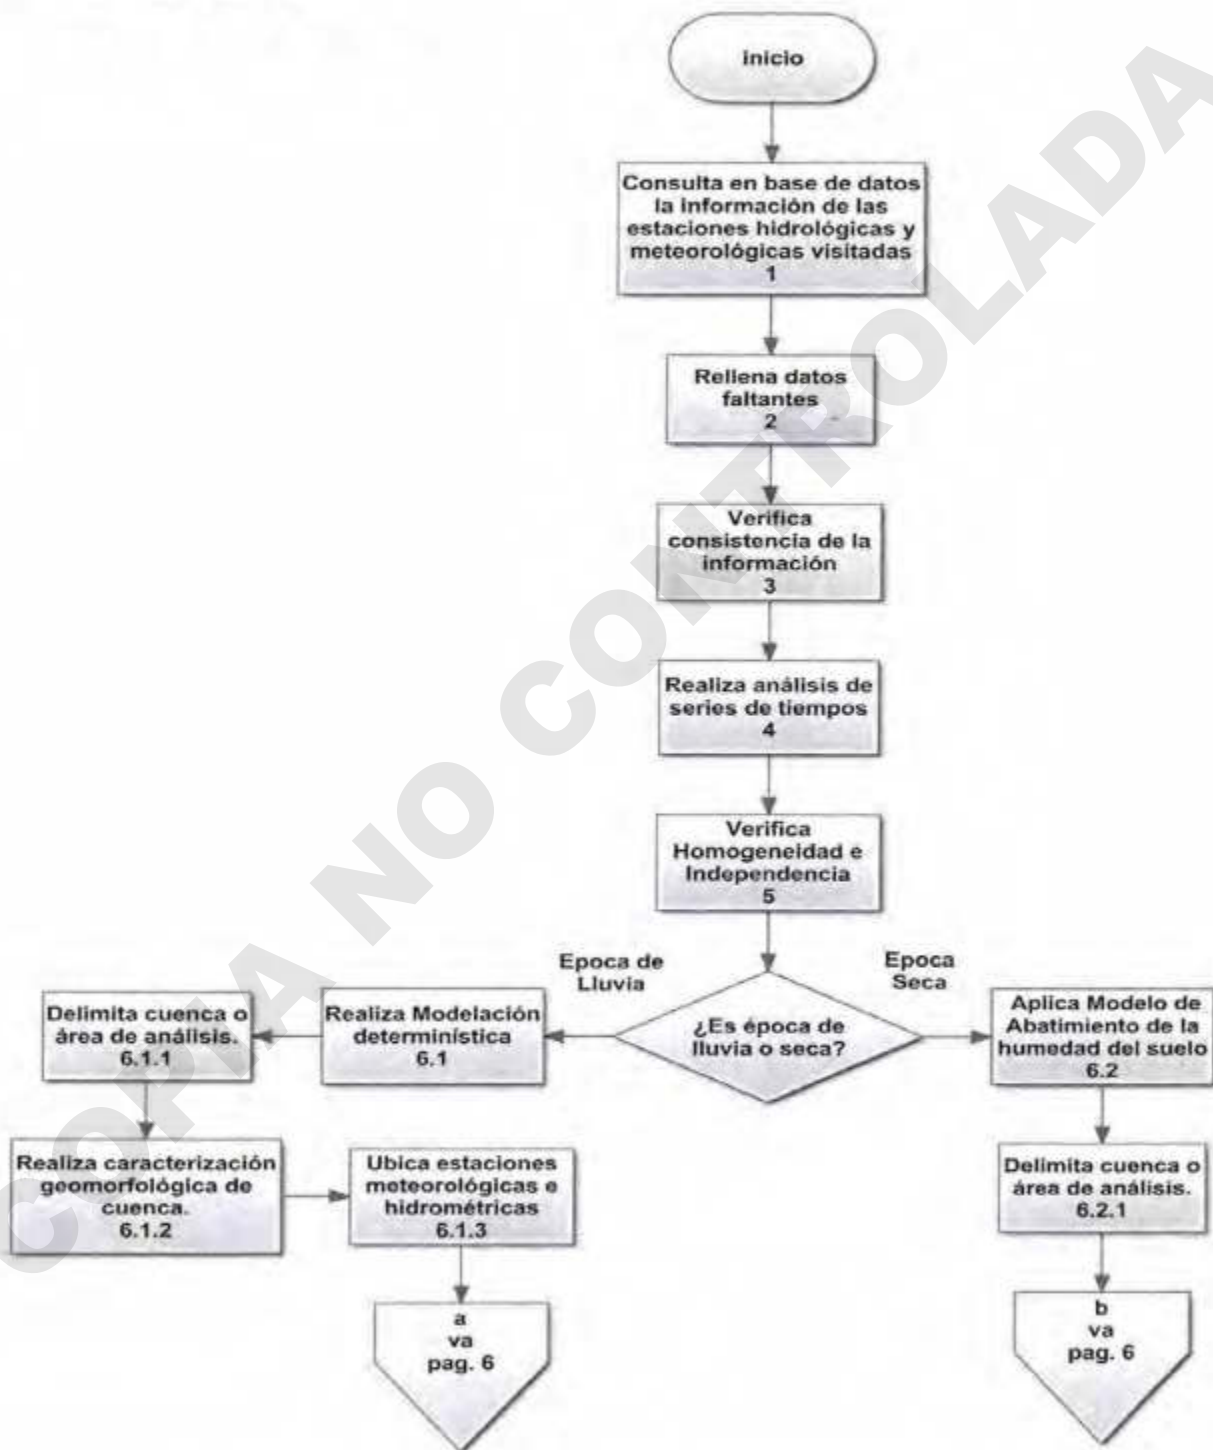 Inicio
Consulta en base de datos
la información de las
estaciones hidrológicas y
meteorológicas visitadas
1
Rellena datos
faltantes
2
Verifica
consistencia de la
información
3
Realiza análisis de
series de tiempos
4
Verifica
Homogeneidad e
Independencia
5
¿Es época de
lluvia o seca?
Epoca de
Lluvia
Realiza Modelación
determinística
6.1
Delimita cuenca o
área de análisis.
6.1.1
Realiza caracterización
geomorfológica de
cuenca.
6.1.2
Ubica estaciones
meteorológicas e
hidrométricas
6.1.3
a
va
pag. 6
Epoca
Seca
Aplica Modelo de
Abatimiento de la
humedad del suelo
6.2
Delimita cuenca o
área de análisis.
6.2.1
b
va
pag. 6
COPIA NO CONTROLADA